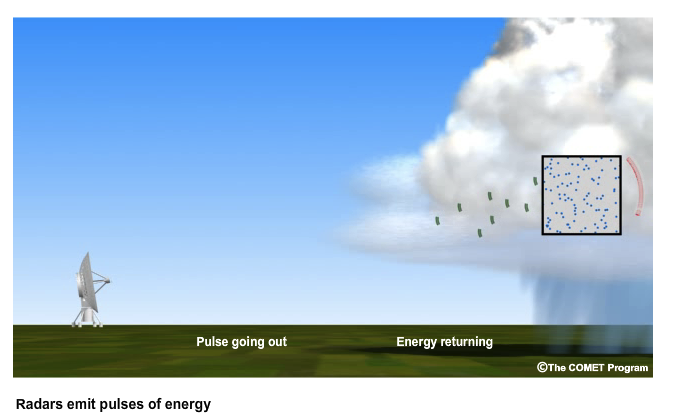 Pulse going out
Energy returning
©The COMET Program
Radars emit pulses of energy